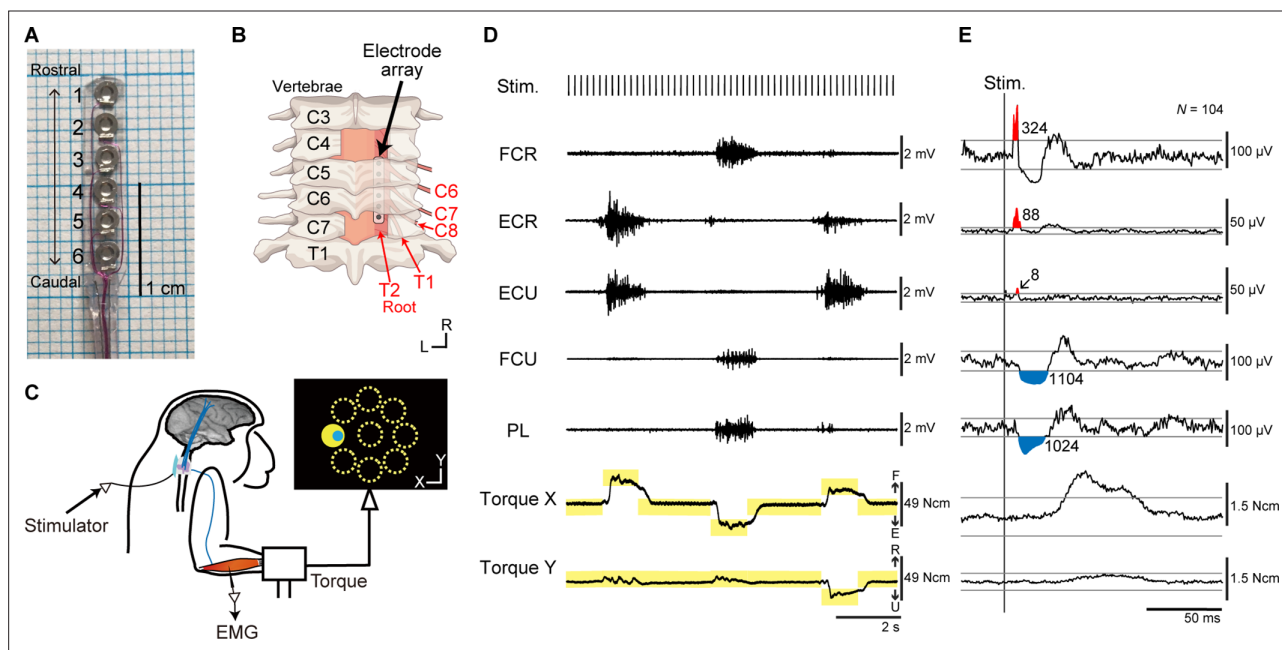 A
Rostral
1
2
3
4
5
6
Caudal
1 cm
B
Electrode
array
Vertebrae
C3
C4
C5
C6
C7
T1
C6
C7
C8
T1
T2
Root
R
L
C
Stimulator
EMG
Torque
Y
X
D
Stim.
FCR
2 mV
ECR
2 mV
ECU
2 mV
FCU
2 mV
PL
2 mV
Torque X
F
E
49 Ncm
Torque Y
R
U
49 Ncm
2 s
E
Stim.
N = 104
324
100 µV
88
50 µV
8
50 µV
1104
100 µV
1024
100 µV
1.5 Ncm
1.5 Ncm
50 ms